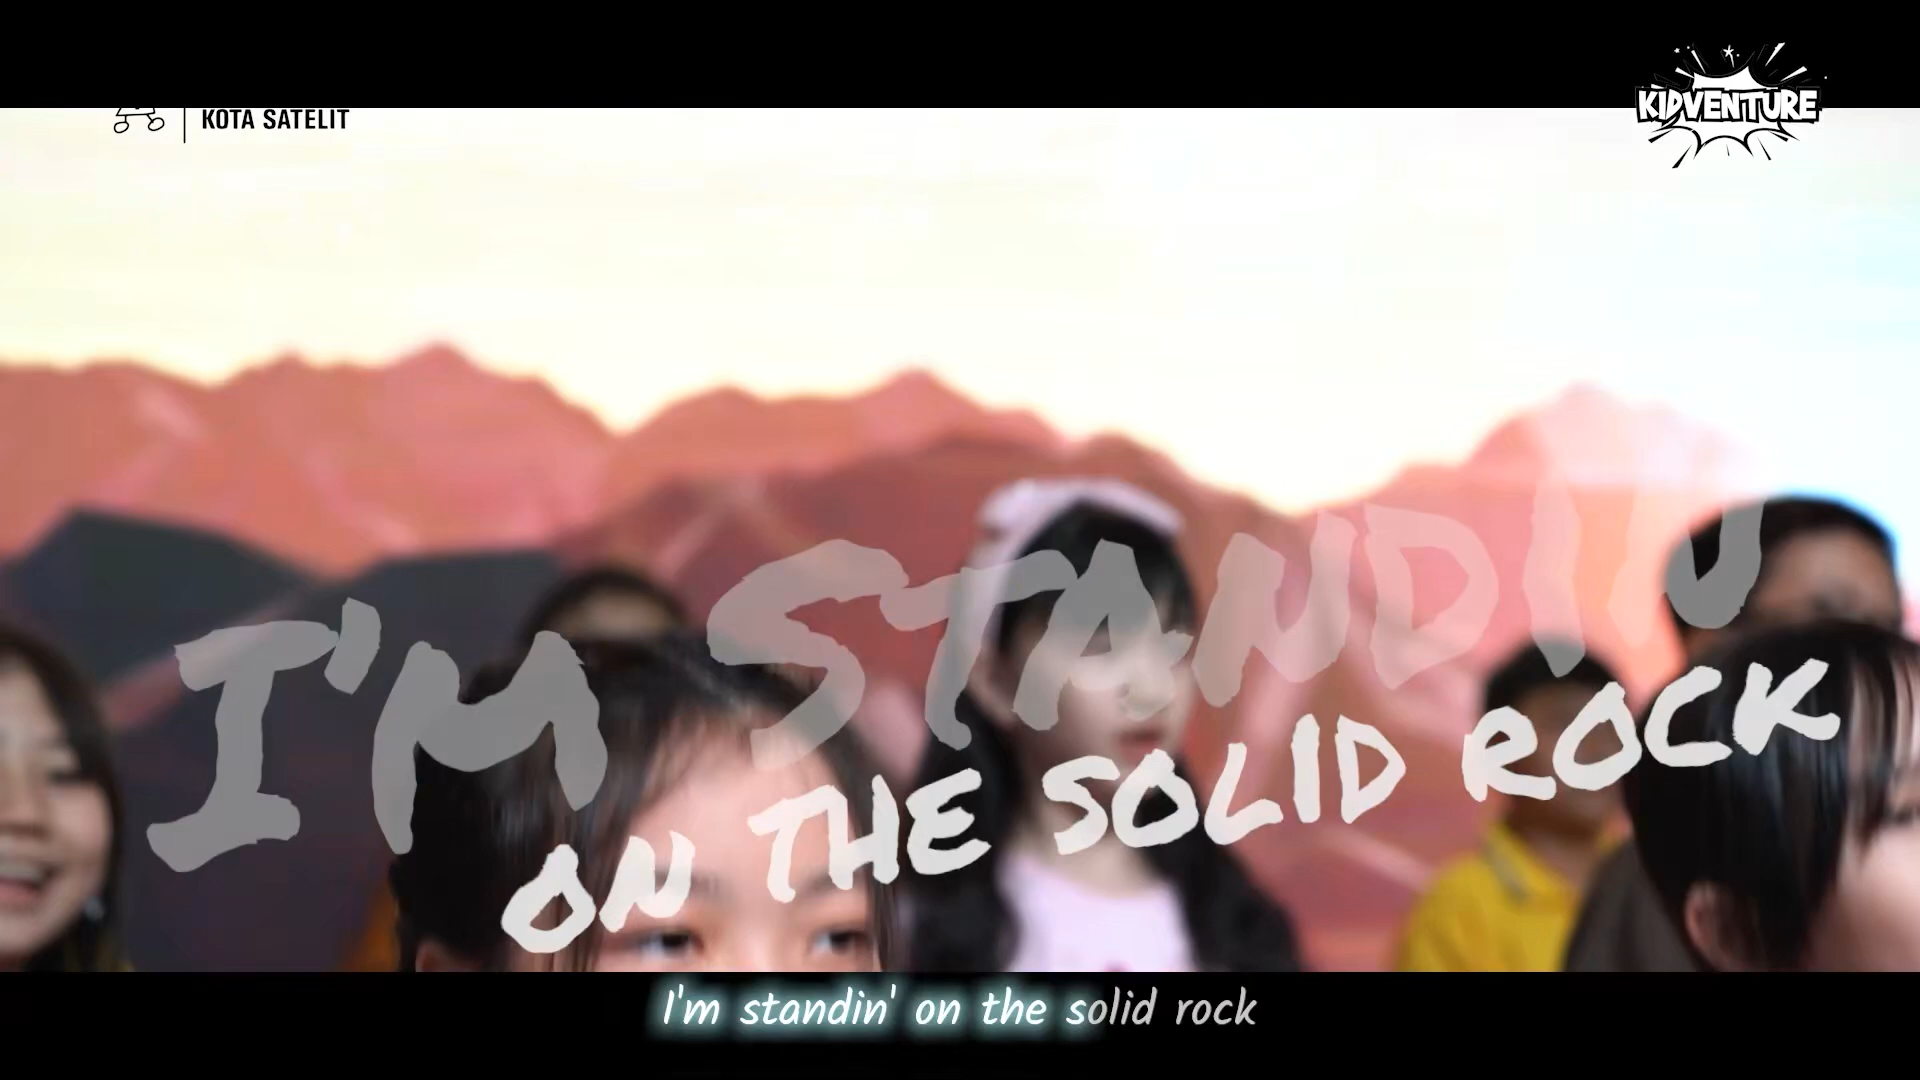 KOTA SATELIT
KIDVENTURE
I'M STANDIN
ON THE SOLID ROCK
I'm standin' on the solid rock